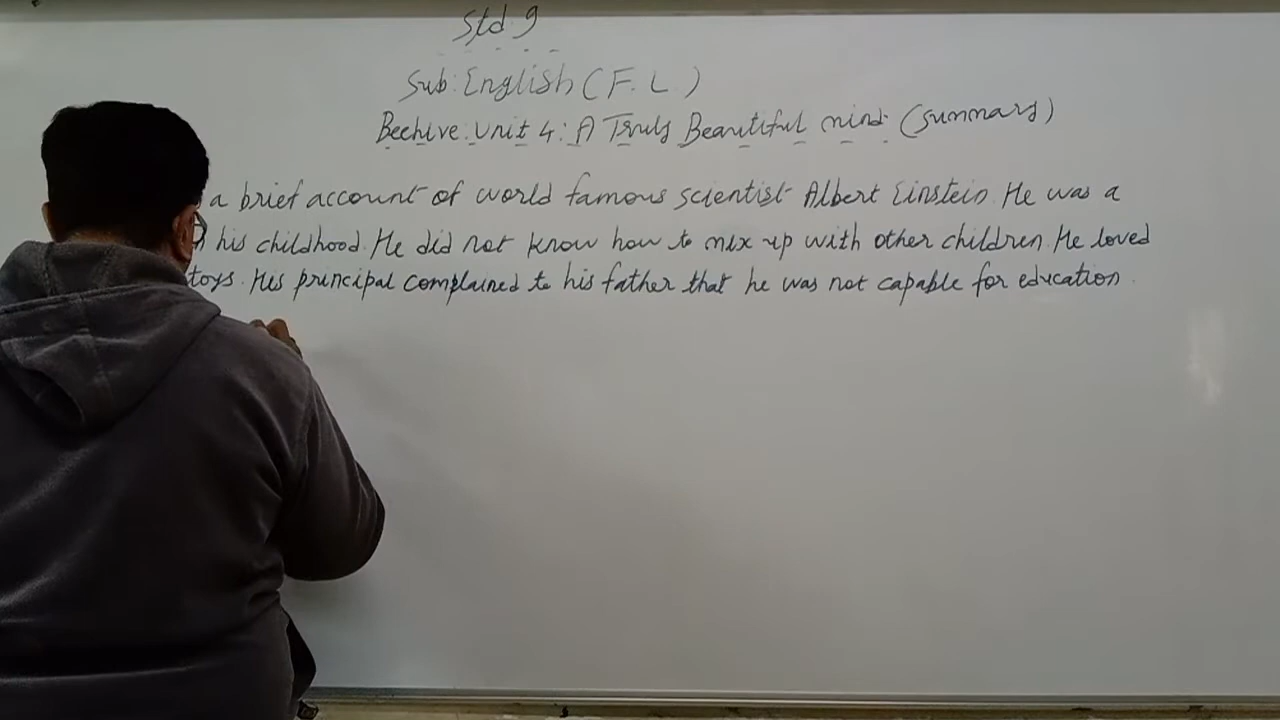 Std 9
Sub: English (F. L )
Beehive: Unit 4: A Truly Beautiful mind. (summary)
a brief account of world famous scientist Albert Einstein. He was a
his childhood. He did not know how to mix up with other children. He loved
toys. His principal complained to his father that he was not capable for education.